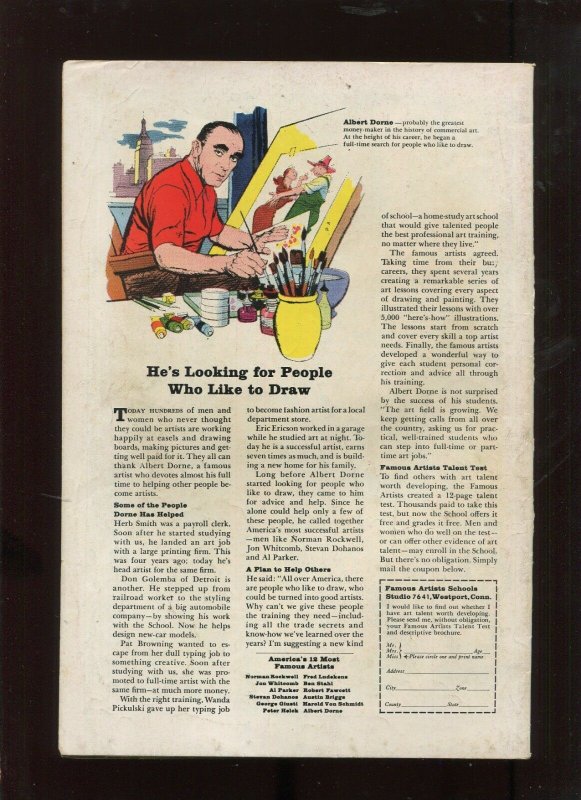 Albert Dorne—probably the greatest
money-maker in the history of commercial art.
At the height of his career, he began a
full-time search for people who like to draw.
He's Looking for People
Who Like to Draw
TODAY HUNDREDS of men and
women who never thought
they could be artists are working
happily at easels and drawing
boards, making pictures and get-
ting well paid for it. They all can
thank Albert Dorne, a famous
artist who devotes almost his full
time to helping other people be-
come artists.
Some of the People
Dorne Has Helped
Herb Smith was a payroll clerk.
Soon after he started studying
with us, he landed an art job
with a large printing firm. This
was four years ago; today he's
head artist for the same firm.
Don Golemba of Detroit is
another. He stepped up from
railroad worker to the styling
department of a big automobile
company—by showing his work
with the School. Now he helps
design new-car models.
Pat Browning wanted to es-
cape from her dull typing job to
something creative. Soon after
studying with us, she was pro-
moted to full-time artist with the
same firm—at much more money.
With the right training, Wanda
Pickulski gave up her typing job
to become fashion artist for a local
department store.
Eric Ericson worked in a garage
while he studied art at night. To-
day he is a successful artist, earns
seven times as much, and is build-
ing a new home for his family.
Long before Albert Dorne
started looking for people who
like to draw, they came to him
for advice and help. Since he
alone could help only a few of
these people, he called together
America's most successful artists
—men like Norman Rockwell,
Jon Whitcomb, Stevan Dohanos
and Al Parker.
A Plan to Help Others
He said: "All over America, there
are people who like to draw, who
could be turned into good artists.
Why can't we give these people
the training they need—includ-
ing all the trade secrets and
know-how we've learned over the
years? I'm suggesting a new kind
America's 12 Most
Famous Artists
Norman Rockwell Fred Ludekens
Jon Whitcomb Ben Stahl
Al Parker Robert Fawcett
Stevan Dohanos Austin Briggs
George Giusti Harold Von Schmidt
Peter Helck Albert Dorne
of school—a home-study art school
that would give talented people
the best professional art training,
no matter where they live."
The famous artists agreed.
Taking time from their busy
careers, they spent several years
creating a remarkable series of
art lessons covering every aspect
of drawing and painting. They
illustrated their lessons with over
5,000 "here's-how" illustrations.
The lessons start from scratch
and cover every skill a top artist
needs. Finally, the famous artists
developed a wonderful way to
give each student personal cor-
rection and advice all through
his training.
Albert Dorne is not surprised
by the success of his students.
"The art field is growing. We
keep getting calls from all over
the country, asking us for prac-
tical, well-trained students who
can step into full-time or part-
time art jobs."
Famous Artists Talent Test
To find others with art talent
worth developing, the Famous
Artists created a 12-page talent
test. Thousands paid to take this
test, but now the School offers it
free and grades it free. Men and
women who do well on the test—
or can offer other evidence of art
talent—may enroll in the School.
But there's no obligation. Simply
mail the coupon below.
Famous Artists Schools
Studio 7641, Westport, Conn.
I would like to find out whether I
have art talent worth developing.
Please send me, without obligation,
your Famous Artists Talent Test
and descriptive brochure.
Mr.
Mrs. Age
Miss Please circle one and print name
Address
City Zone
County State